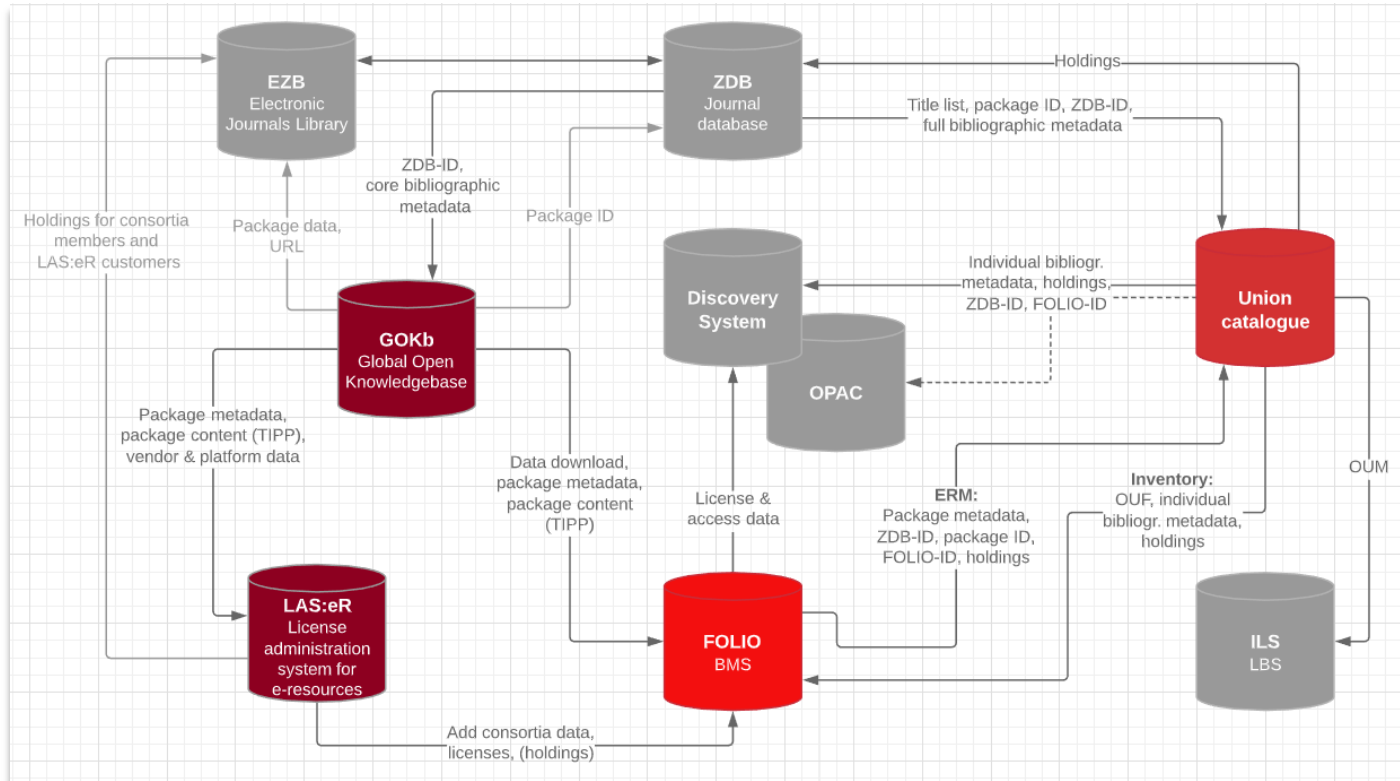 EZB
Electronic
Journals Library
ZDB
Journal
database
Holdings
Title list, package ID, ZDB-ID,
full bibliographic metadata
ZDB-ID,
core bibliographic
metadata
Package ID
Package data,
URL
Holdings for consortia
members and
LAS:eR customers
GOKb
Global Open
Knowledgebase
Discovery
System
OPAC
Individual bibliogr.
metadata, holdings,
ZDB-ID, FOLIO-ID
Union
catalogue
Package metadata,
package content (TIPP),
vendor & platform data
Data download,
package metadata,
package content
(TIPP)
License &
access data
ERM:
Package metadata,
ZDB-ID, package ID,
FOLIO-ID, holdings
Inventory:
OUF, individual
bibliogr. metadata,
holdings
OUM
LAS:eR
License
administration
system for
e-resources
FOLIO
BMS
ILS
LBS
Add consortia data,
licenses, (holdings)